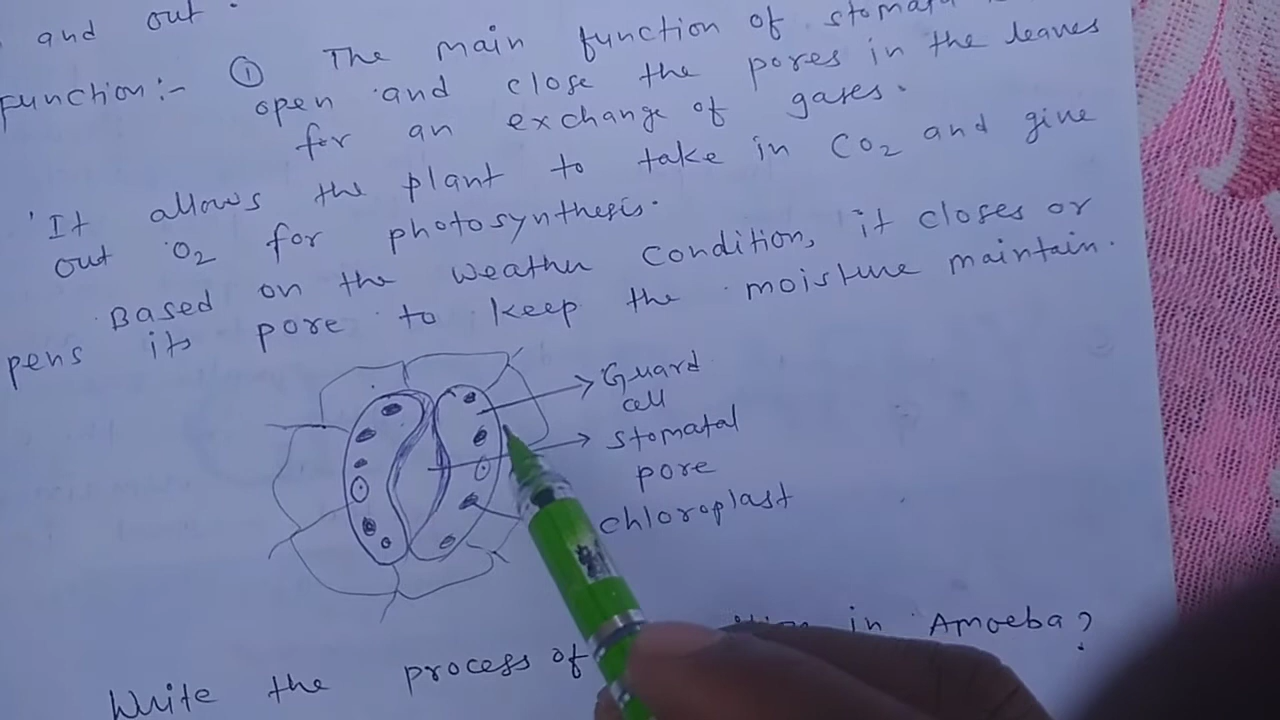 and out.
Function:- ① The main function of
open and close the pores in the leaves
for an exchange of gases.
It allows the plant to take in CO2 and give
out O2 for photosynthesis.
Based on the weather condition, it closes or
pens its pore to keep the moisture maintain.
Guard
cell
stomatal
pore
chloroplast
Write the process of in Amoeba?